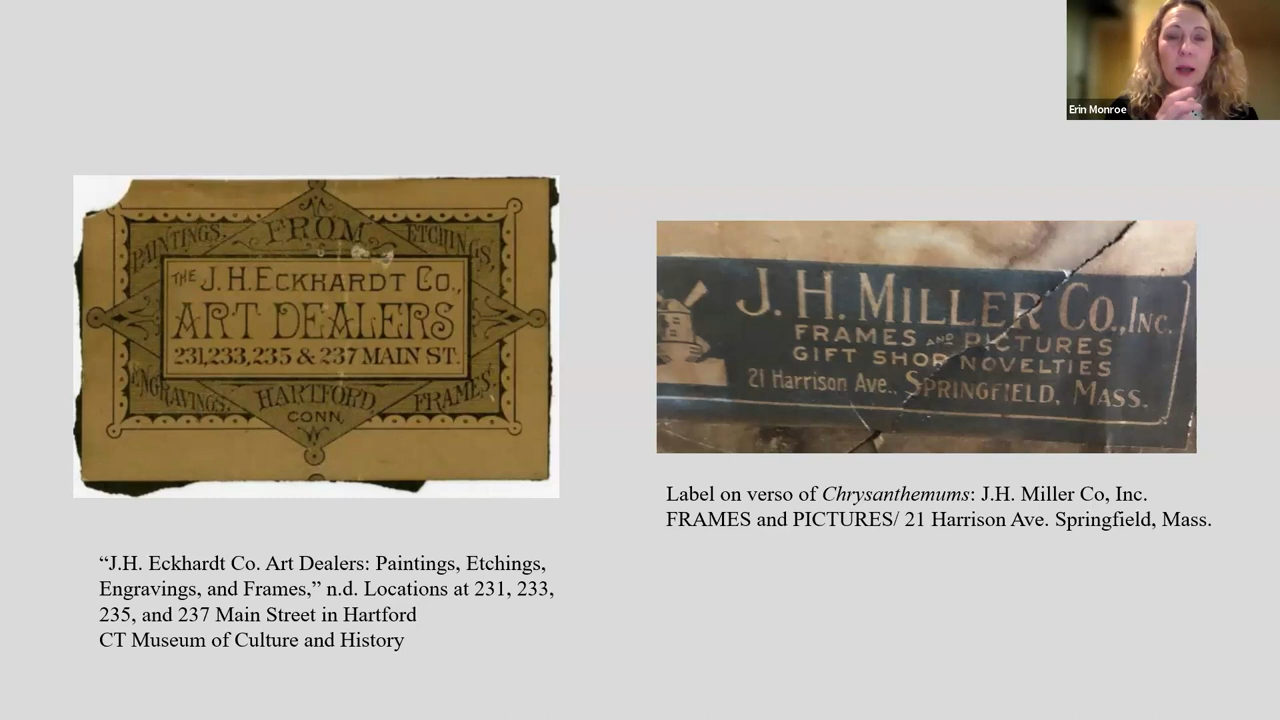 Erin Monroe
PAINTINGS, FROM ETCHINGS,
THE J.H. ECKHARDT CO.,
ART DEALERS
231,233,235 & 237 MAIN ST.
ENGRAVINGS, HARTFORD, FRAMES.
CONN.
J. H. MILLER CO., INC.
FRAMES AND PICTURES
GIFT SHOP NOVELTIES
21 Harrison Ave., SPRINGFIELD, MASS.
Label on verso of Chrysanthemums: J.H. Miller Co, Inc.
FRAMES and PICTURES/ 21 Harrison Ave. Springfield, Mass.
“J.H. Eckhardt Co. Art Dealers: Paintings, Etchings,
Engravings, and Frames,” n.d. Locations at 231, 233,
235, and 237 Main Street in Hartford
CT Museum of Culture and History